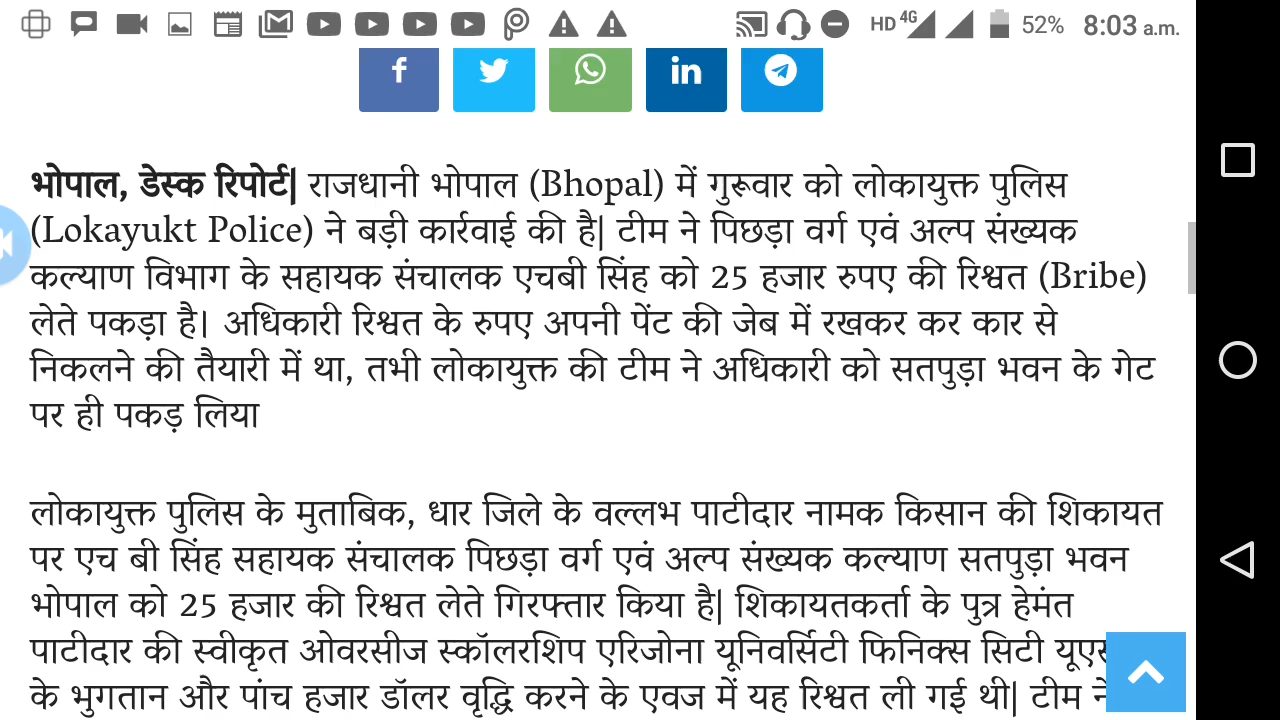 HD 4G 52% 8:03 a.m.
f in
भोपाल, डेस्क रिपोर्ट| राजधानी भोपाल (Bhopal) में गुरूवार को लोकायुक्त पुलिस
(Lokayukt Police) ने बड़ी कार्रवाई की है| टीम ने पिछड़ा वर्ग एवं अल्प संख्यक
कल्याण विभाग के सहायक संचालक एचबी सिंह को 25 हजार रुपए की रिश्वत (Bribe)
लेते पकड़ा है। अधिकारी रिश्वत के रुपए अपनी पेंट की जेब में रखकर कर कार से
निकलने की तैयारी में था, तभी लोकायुक्त की टीम ने अधिकारी को सतपुड़ा भवन के गेट
पर ही पकड़ लिया
लोकायुक्त पुलिस के मुताबिक, धार जिले के वल्लभ पाटीदार नामक किसान की शिकायत
पर एच बी सिंह सहायक संचालक पिछड़ा वर्ग एवं अल्प संख्यक कल्याण सतपुड़ा भवन
भोपाल को 25 हजार की रिश्वत लेते गिरफ्तार किया है| शिकायतकर्ता के पुत्र हेमंत
पाटीदार की स्वीकृत ओवरसीज स्कॉलरशिप एरिजोना यूनिवर्सिटी फिनिक्स सिटी
के भुगतान और पांच हजार डॉलर वृद्धि करने के एवज में यह रिश्वत ली गई थी| टीम ने